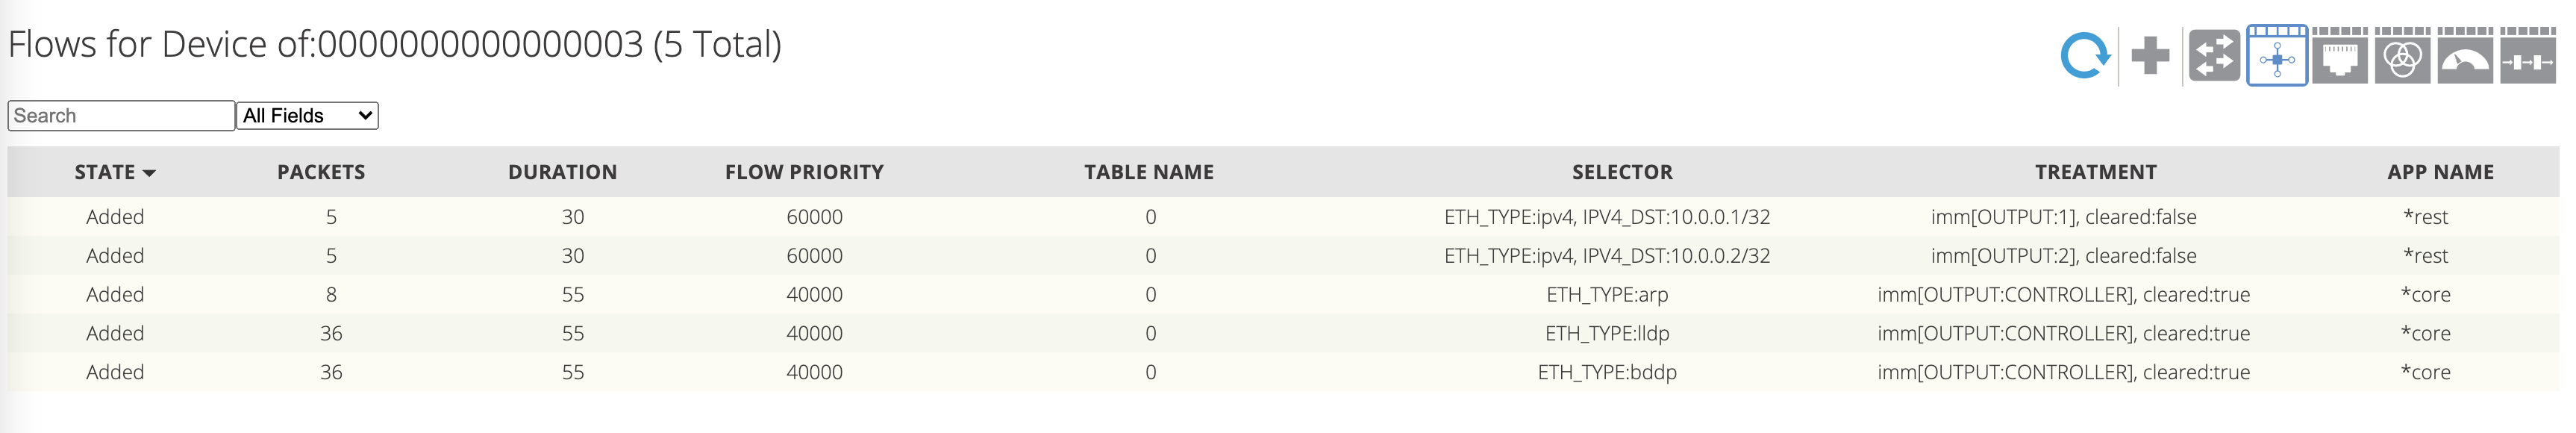 Flows for Device of:0000000000000003 (5 Total)
Search All Fields
STATE PACKETS DURATION FLOW PRIORITY TABLE NAME SELECTOR TREATMENT APP NAME
Added 5 30 60000 0 ETH_TYPE:ipv4, IPV4_DST:10.0.0.1/32 imm[OUTPUT:1], cleared:false *rest
Added 5 30 60000 0 ETH_TYPE:ipv4, IPV4_DST:10.0.0.2/32 imm[OUTPUT:2], cleared:false *rest
Added 8 55 40000 0 ETH_TYPE:arp imm[OUTPUT:CONTROLLER], cleared:true *core
Added 36 55 40000 0 ETH_TYPE:lldp imm[OUTPUT:CONTROLLER], cleared:true *core
Added 36 55 40000 0 ETH_TYPE:bddp imm[OUTPUT:CONTROLLER], cleared:true *core